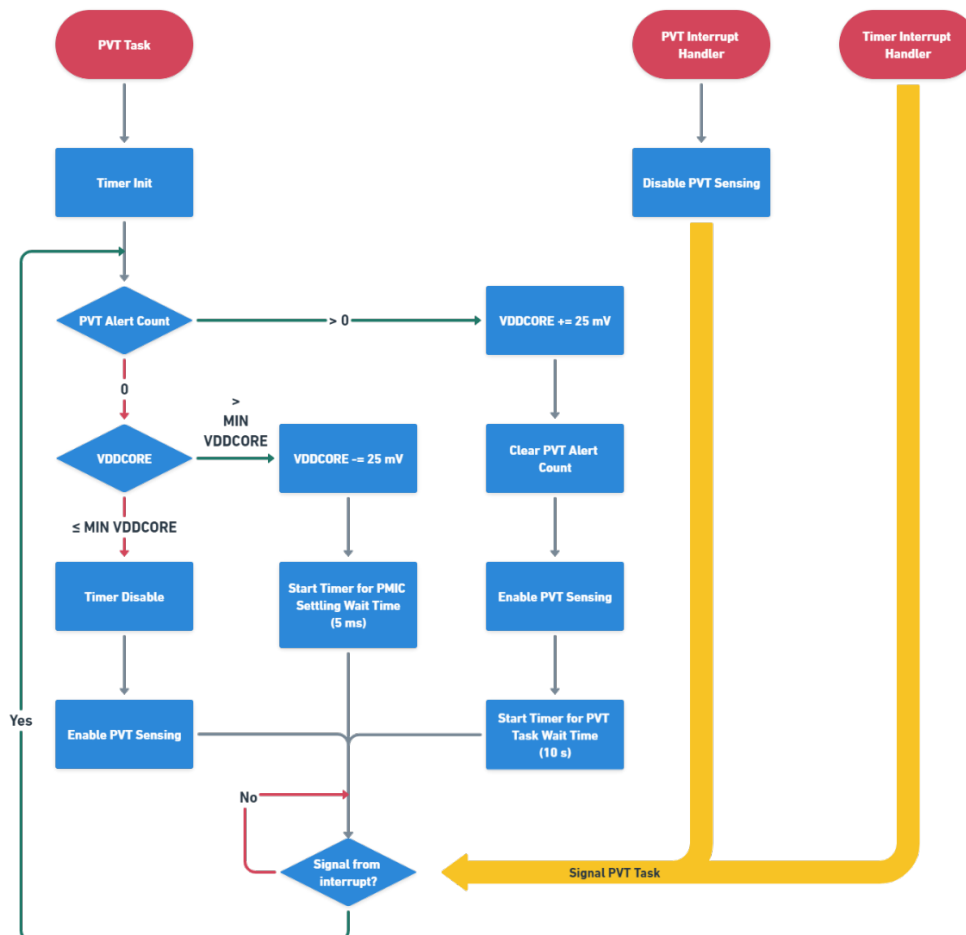 PVT Task
PVT Interrupt
Handler
Timer Interrupt
Handler
Timer Init
Disable PVT Sensing
PVT Alert Count
> 0
VDDCORE += 25 mV
0
>
MIN
VDDCORE
VDDCORE
VDDCORE -= 25 mV
Clear PVT Alert
Count
≤ MIN VDDCORE
Timer Disable
Start Timer for PMIC
Settling Wait Time
(5 ms)
Enable PVT Sensing
Yes
Enable PVT Sensing
Start Timer for PVT
Task Wait Time
(10 s)
No
Signal from
interrupt?
Signal PVT Task